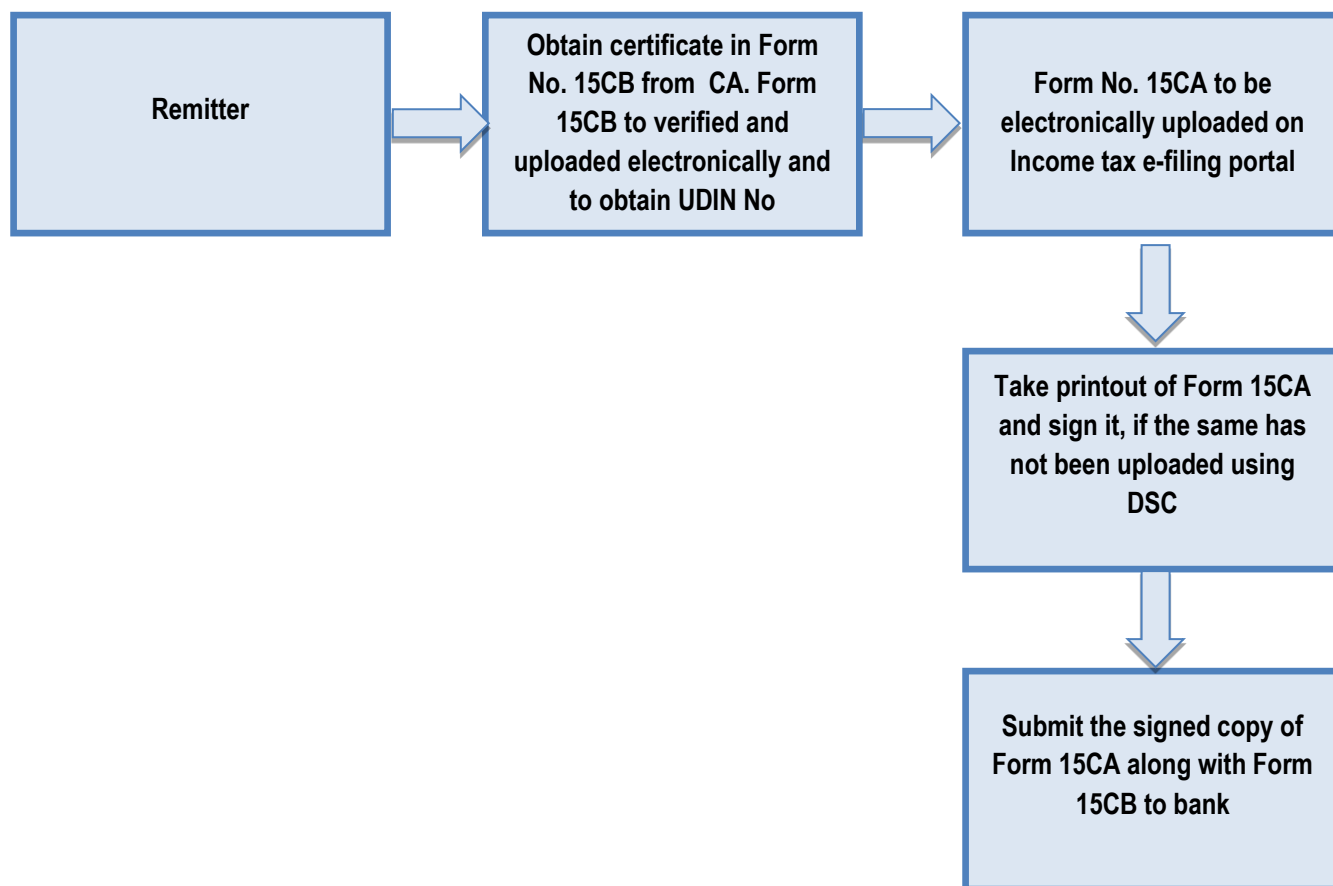 Remitter
Obtain certificate in Form
No. 15CB from  CA. Form
15CB to verified and
uploaded electronically and
to obtain UDIN No
Form No. 15CA to be
electronically uploaded on
Income tax e-filing portal
Take printout of Form 15CA
and sign it, if the same has
not been uploaded using
DSC
Submit the signed copy of
Form 15CA along with Form
15CB to bank